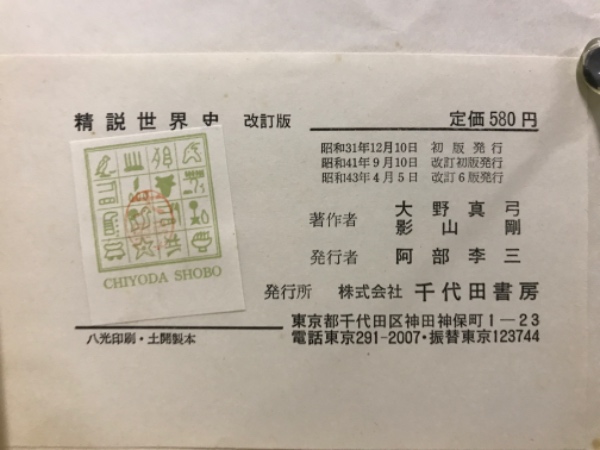 精説世界史 改訂版
定価580円
昭和31年12月10日 初版発行
昭和41年9月10日 改訂初版発行
昭和43年4月5日 改訂6版発行
著作者 大野真弓
影山剛
発行者 阿部李三
発行所 株式会社 千代田書房
東京都千代田区神田神保町1-23
電話東京291-2007・振替東京123744
八光印刷・土開製本
CHIYODA SHOBO